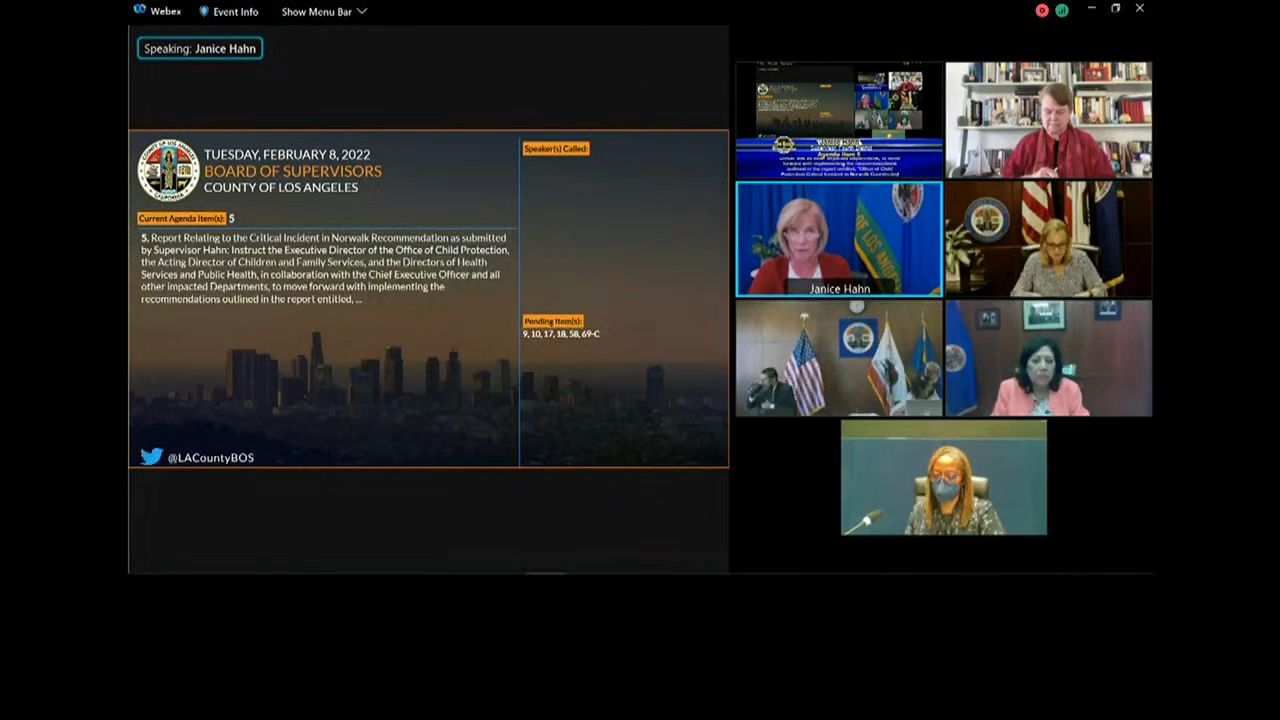 Webex
Event Info
Show Menu Bar
Speaking: Janice Hahn
TUESDAY, FEBRUARY 8, 2022
BOARD OF SUPERVISORS
COUNTY OF LOS ANGELES
Current Agenda Item(s): 5
5. Report Relating to the Critical Incident in Norwalk Recommendation as submitted
by Supervisor Hahn: Instruct the Executive Director of the Office of Child Protection,
the Acting Director of Children and Family Services, and the Directors of Health
Services and Public Health, in collaboration with the Chief Executive Officer and all
other impacted Departments, to move forward with implementing the
recommendations outlined in the report entitled, ...
@LACountyBOS
Speaker(s) Called:
Pending Item(s):
9, 10, 17, 18, 58, 69-C
Janice Hahn
Agenda Item 5
Janice Hahn